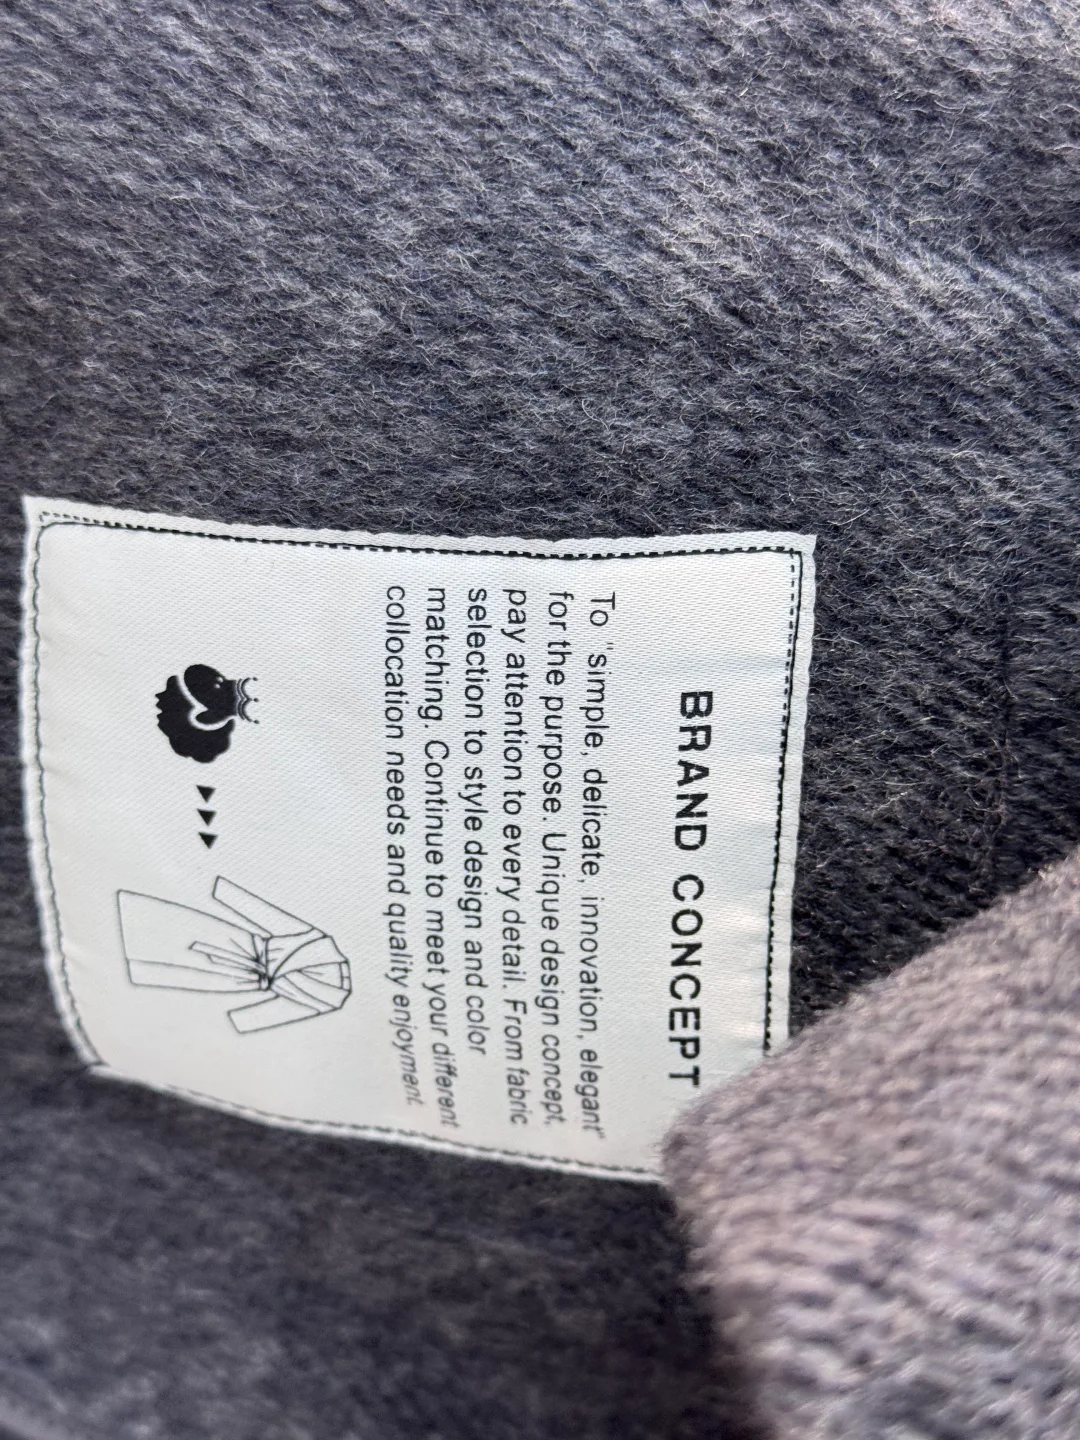 BRAND CONCEPT
To "simple, delicate, innovation, elegant"
for the purpose. Unique design concept,
pay attention to every detail. From fabric
selection to style design and color
matching. Continue to meet your different
collocation needs and quality enjoyment.